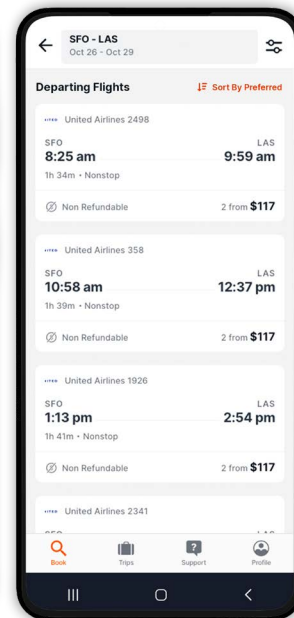 SFO - LAS
Oct 26 - Oct 29
Departing Flights
Sort By Preferred
United Airlines 2498
SFO LAS
8:25 am 9:59 am
1h 34m • Nonstop
Non Refundable 2 from $117
United Airlines 358
SFO LAS
10:58 am 12:37 pm
1h 39m • Nonstop
Non Refundable 2 from $117
United Airlines 1926
SFO LAS
1:13 pm 2:54 pm
1h 41m • Nonstop
Non Refundable 2 from $117
United Airlines 2341
Book Trips Support Profile